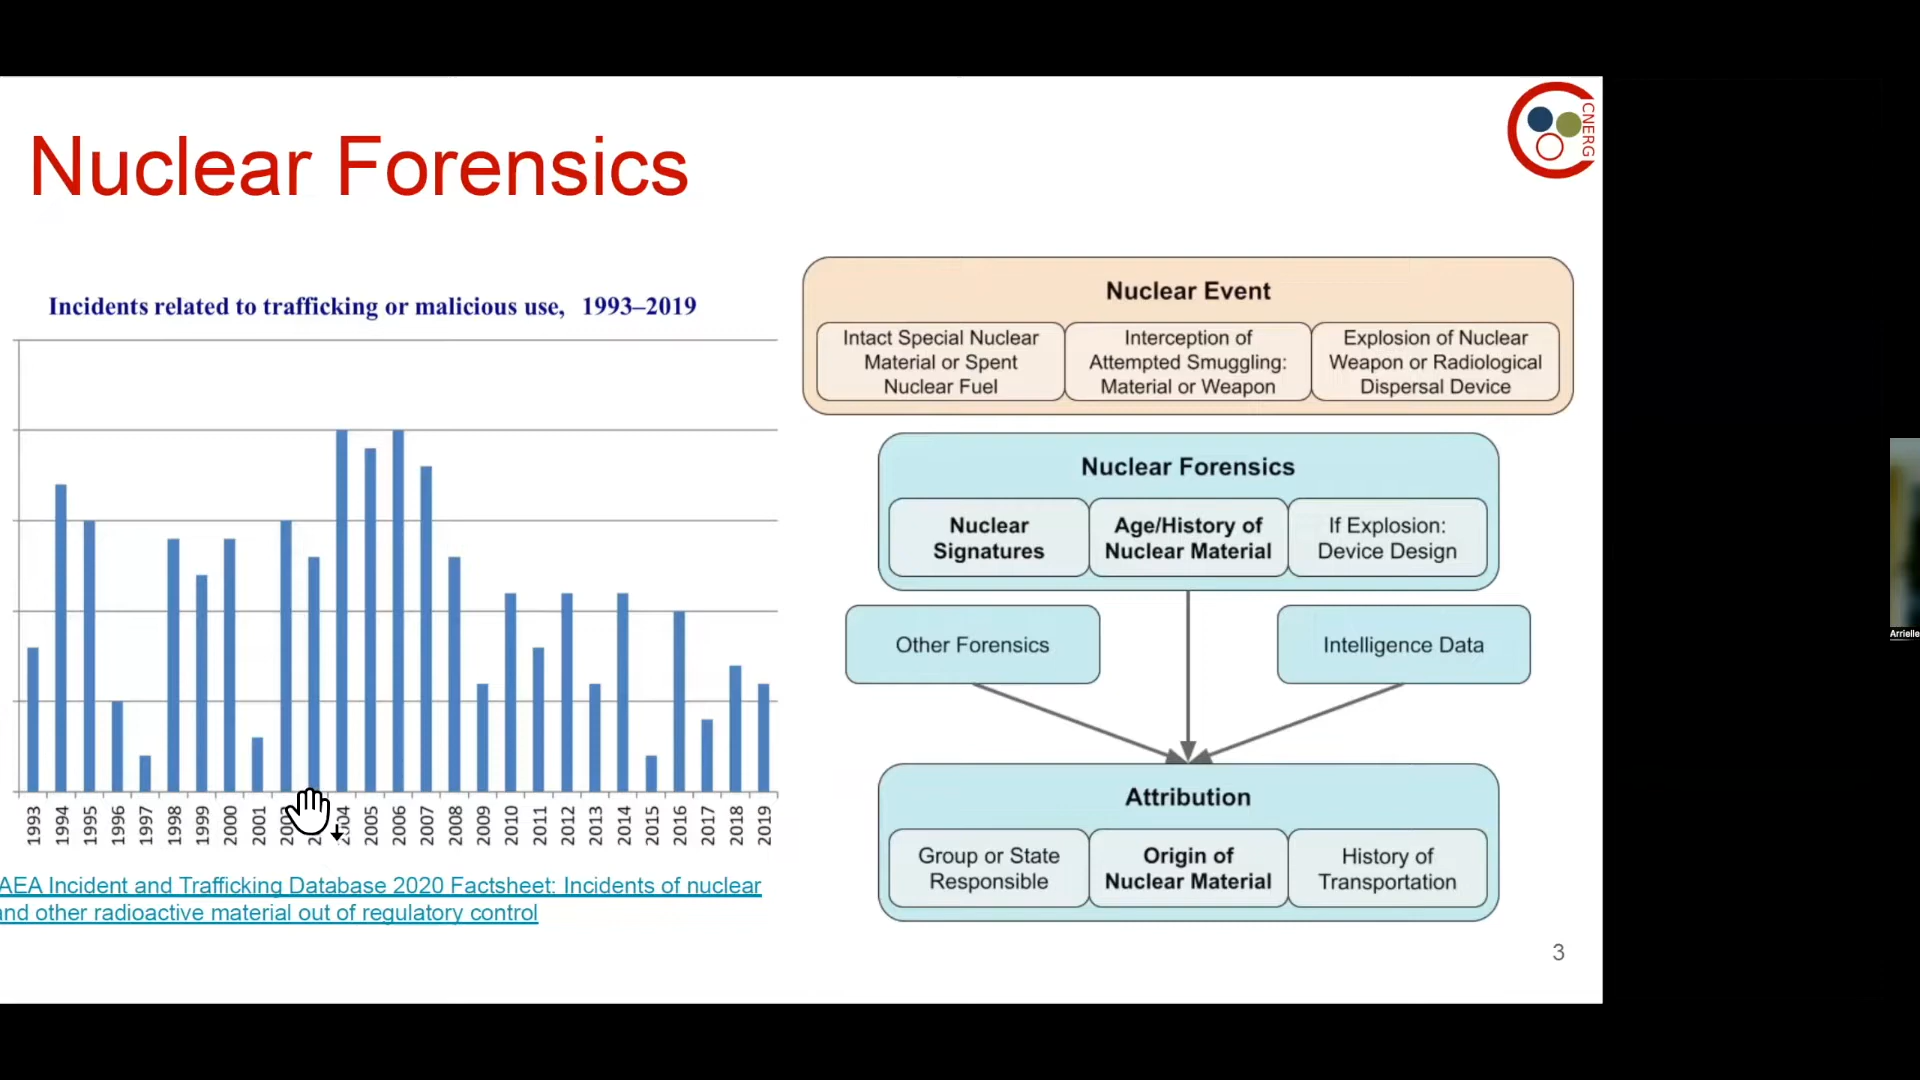 CNERG
Nuclear Forensics
Incidents related to trafficking or malicious use, 1993–2019
1993 1994 1995 1996 1997 1998 1999 2000 2001 2005 2006 2007 2008 2009 2010 2011 2012 2013 2014 2015 2016 2017 2018 2019
AEA Incident and Trafficking Database 2020 Factsheet: Incidents of nuclear
nd other radioactive material out of regulatory control
Nuclear Event
Intact Special Nuclear
Material or Spent
Nuclear Fuel
Interception of
Attempted Smuggling:
Material or Weapon
Explosion of Nuclear
Weapon or Radiological
Dispersal Device
Nuclear Forensics
Nuclear
Signatures
Age/History of
Nuclear Material
If Explosion:
Device Design
Other Forensics
Intelligence Data
Attribution
Group or State
Responsible
Origin of
Nuclear Material
History of
Transportation
3
Arrielle